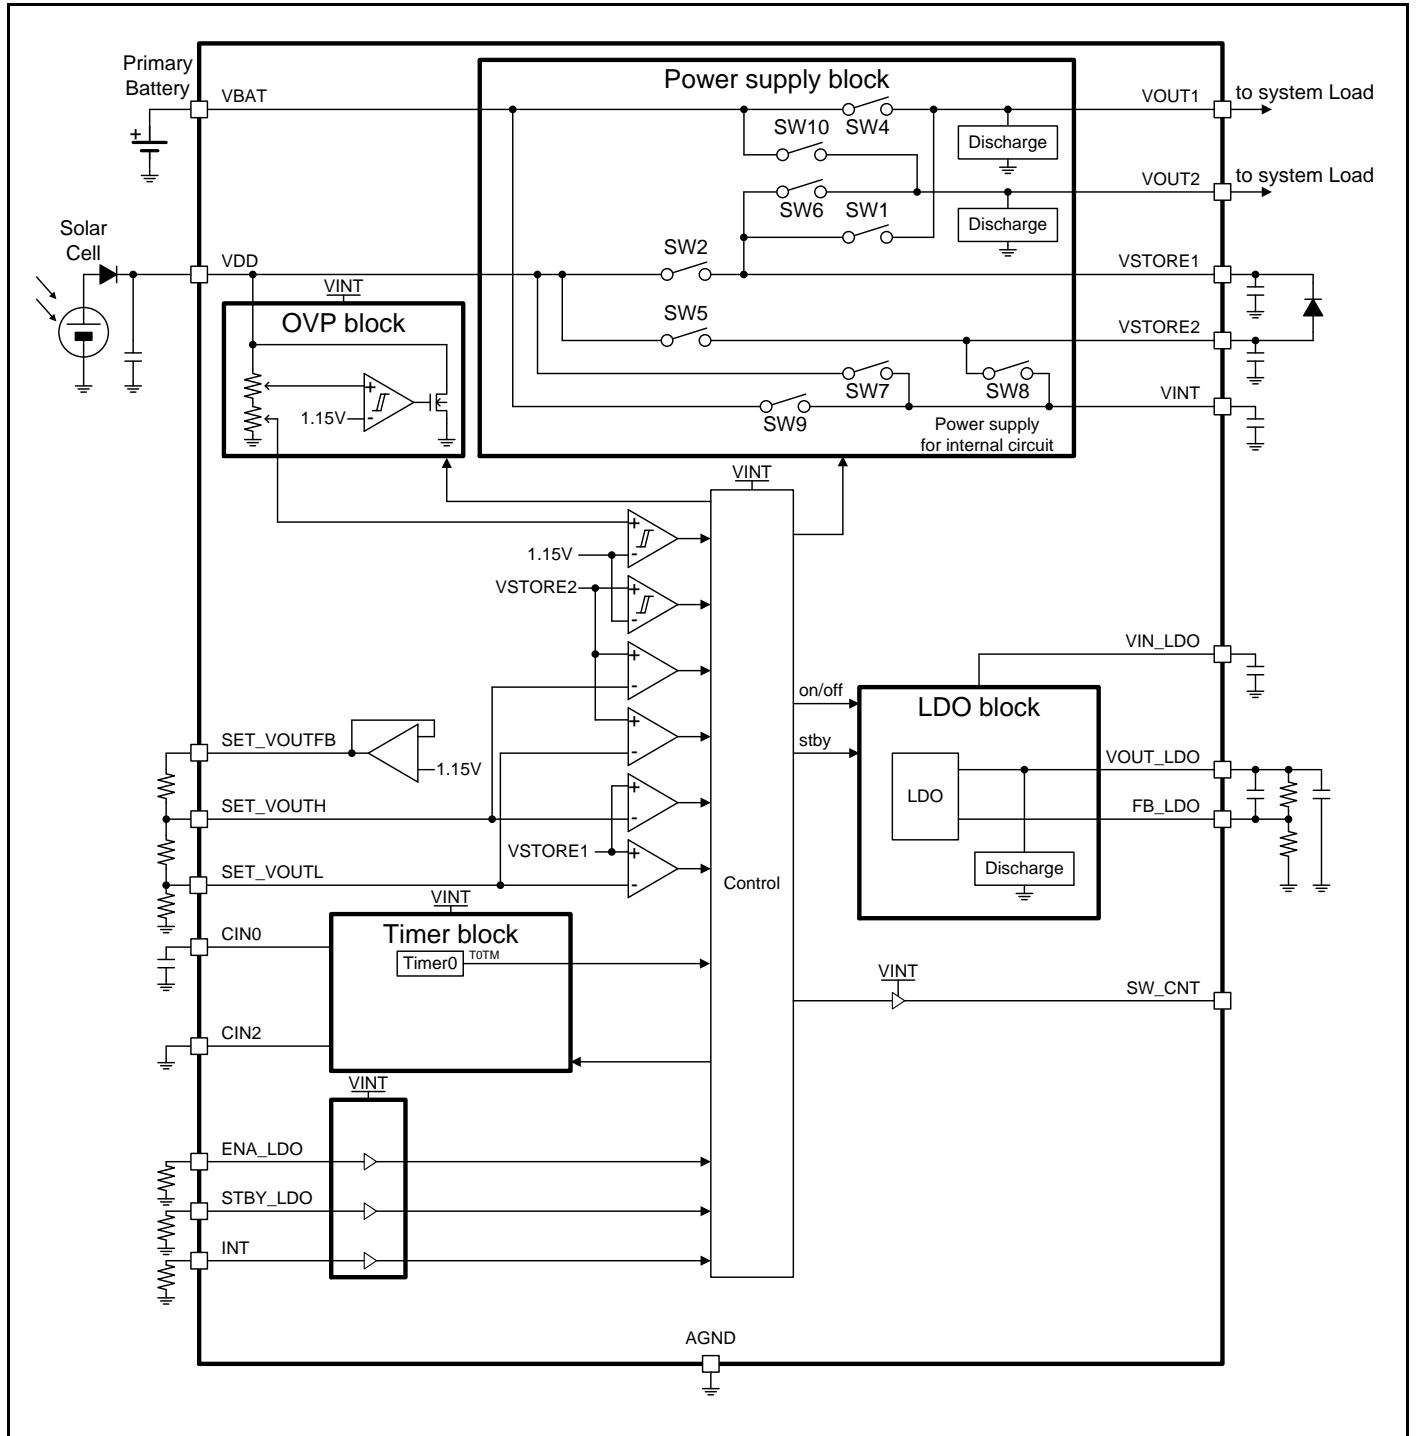 Primary
Battery
+
VBAT
Power supply block
VOUT1
to system Load
SW10
SW4
Discharge
VOUT2
to system Load
SW6
SW1
Discharge
Solar
Cell
VDD
SW2
VSTORE1
VINT
OVP block
SW5
VSTORE2
+
1.15V
-
SW7
SW8
VINT
SW9
Power supply
for internal circuit
VINT
+
1.15V
-
VSTORE2
+
-
+
-
VIN_LDO
on/off
LDO block
SET_VOUTFB
1.15V
+
-
stby
VOUT_LDO
LDO
SET_VOUTH
+
-
FB_LDO
VSTORE1
+
-
SET_VOUTL
Control
Discharge
VINT
Timer block
CIN0
Timer0
T0TM
VINT
SW_CNT
CIN2
VINT
ENA_LDO
STBY_LDO
INT
AGND